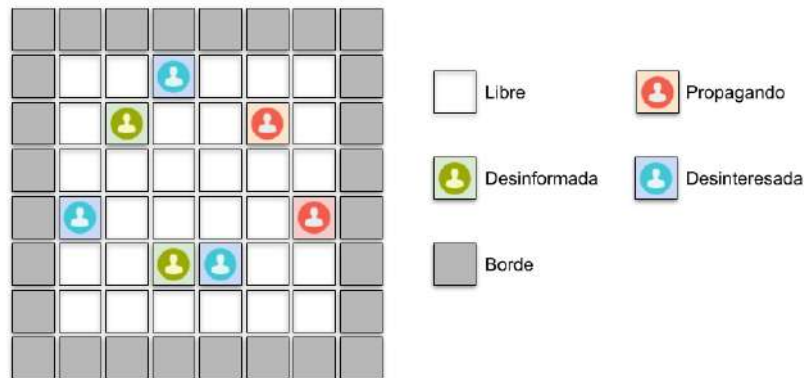 Libre
Propagando
Desinformada
Desinteresada
Borde